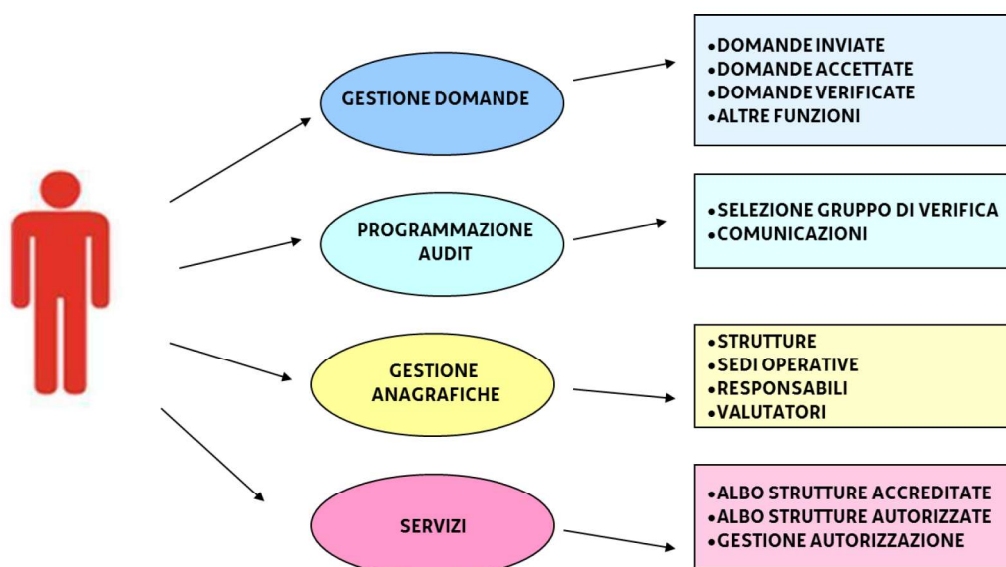 GESTIONE DOMANDE
•DOMANDE INVIATE
•DOMANDE ACCETTATE
•DOMANDE VERIFICATE
•ALTRE FUNZIONI
PROGRAMMAZIONE
AUDIT
•SELEZIONE GRUPPO DI VERIFICA
•COMUNICAZIONI
GESTIONE
ANAGRAFICHE
•STRUTTURE
•SEDI OPERATIVE
•RESPONSABILI
•VALUTATORI
SERVIZI
•ALBO STRUTTURE ACCREDITATE
•ALBO STRUTTURE AUTORIZZATE
•GESTIONE AUTORIZZAZIONE